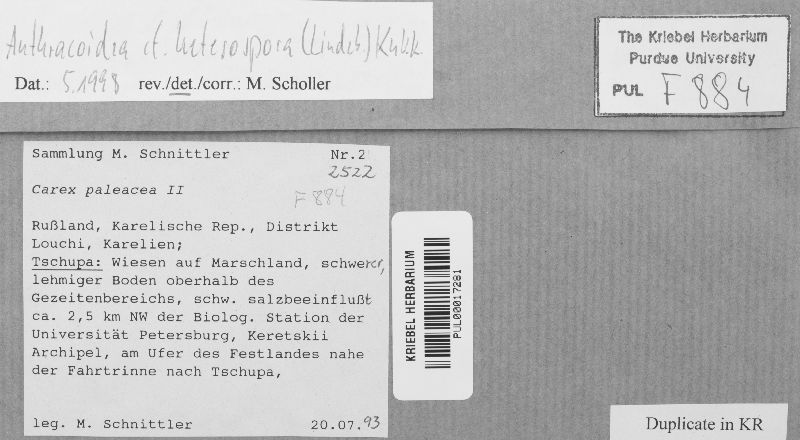 Anthracoidea cf. heterospora (Lindeb.) Kukk.
Dat.: 5.1998 rev./det./corr.: M. Scholler
The Kriebel Herbarium
Purdue University
PUL F 884
Sammlung M. Schnittler Nr.2
2522
Carex paleacea II
F 884
Rußland, Karelische Rep., Distrikt
Louchi, Karelien;
Tschupa: Wiesen auf Marschland, schwerer,
lehmiger Boden oberhalb des
Gezeitenbereichs, schw. salzbeeinflußt
ca. 2,5 km NW der Biolog. Station der
Universität Petersburg, Keretskii
Archipel, am Ufer des Festlandes nahe
der Fahrtrinne nach Tschupa,
leg. M. Schnittler 20.07.93
KRIEBEL HERBARIUM
PUL00017281
Duplicate in KR